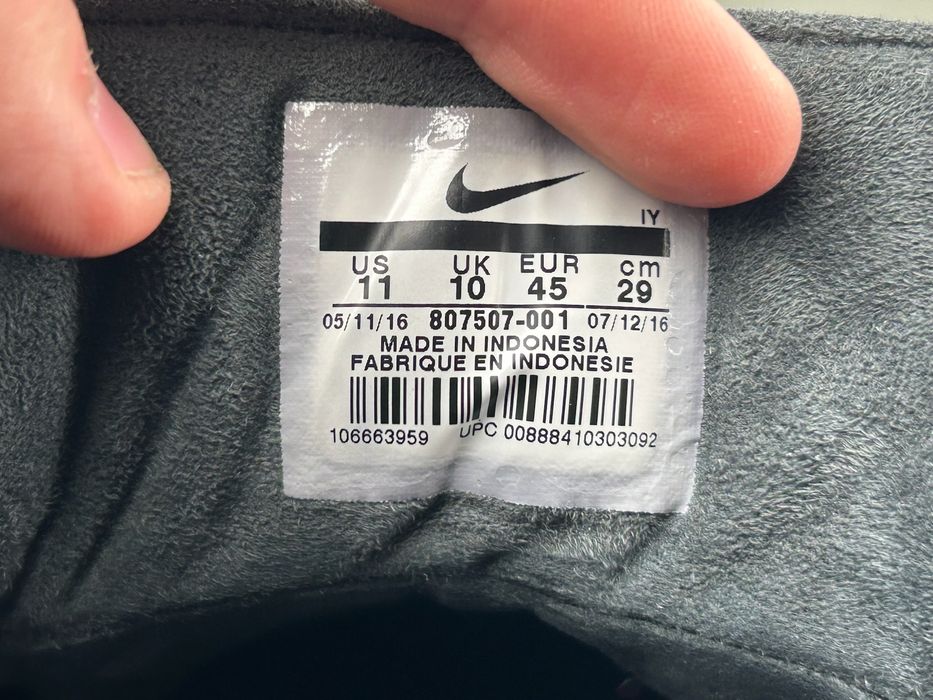 IY
US UK EUR cm
11 10 45 29
05/11/16 807507-001 07/12/16
MADE IN INDONESIA
FABRIQUE EN INDONESIE
106663959 UPC 00888410303092